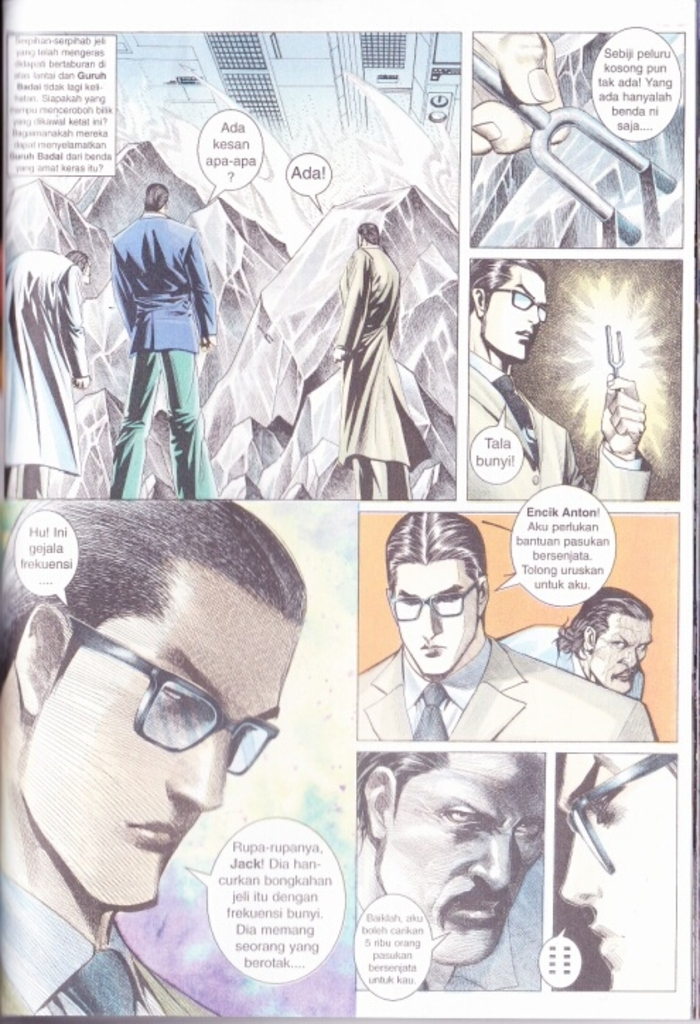 Serpihan-serpihab jeli
yang telah mengeras
didapati bertaburan di
atas lantai dan Guruh
Badai tidak lagi keli-
hatan. Siapakah yang
mampu menceroboh bilik
yang dikawal ketat ini?
Bagaimanakah mereka
dapat menyelamatkan
Guruh Badai dari benda
yang amat keras itu?
Ada
kesan
apa-apa
?
Ada!
Sebiji peluru
kosong pun
tak ada! Yang
ada hanyalah
benda ni
saja....
Tala
bunyi!
Hu! Ini
gejala
frekuensi
....
Encik Anton!
Aku perlukan
bantuan pasukan
bersenjata.
Tolong uruskan
untuk aku.
Rupa-rupanya,
Jack! Dia han-
curkan bongkahan
jeli itu dengan
frekuensi bunyi.
Dia memang
seorang yang
berotak....
Baiklah, aku
boleh carikan
5 ribu orang
pasukan
bersenjata
untuk kau.